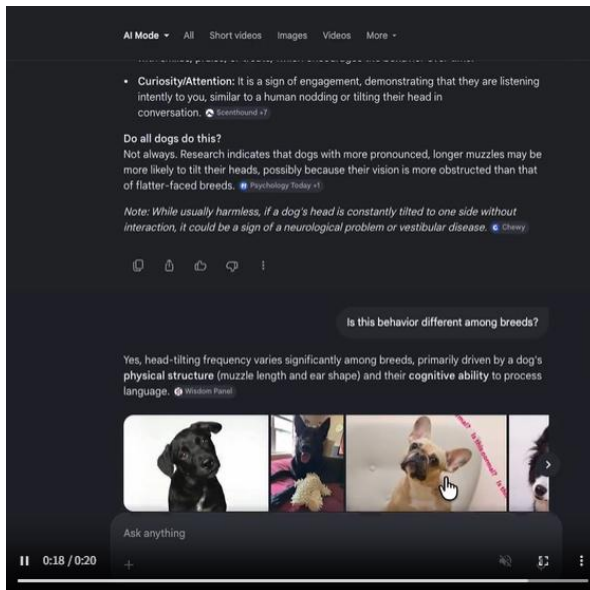 AI Mode All Short videos Images Videos More
• Curiosity/Attention: It is a sign of engagement, demonstrating that they are listening
intently to you, similar to a human nodding or tilting their head in
conversation. Scenthound +7
Do all dogs do this?
Not always. Research indicates that dogs with more pronounced, longer muzzles may be
more likely to tilt their heads, possibly because their vision is more obstructed than that
of flatter-faced breeds. Psychology Today +1
Note: While usually harmless, if a dog's head is constantly tilted to one side without
interaction, it could be a sign of a neurological problem or vestibular disease. Chewy
Is this behavior different among breeds?
Yes, head-tilting frequency varies significantly among breeds, primarily driven by a dog's
physical structure (muzzle length and ear shape) and their cognitive ability to process
language. Wisdom Panel
Is this normal?
Ask anything
0:18 / 0:20